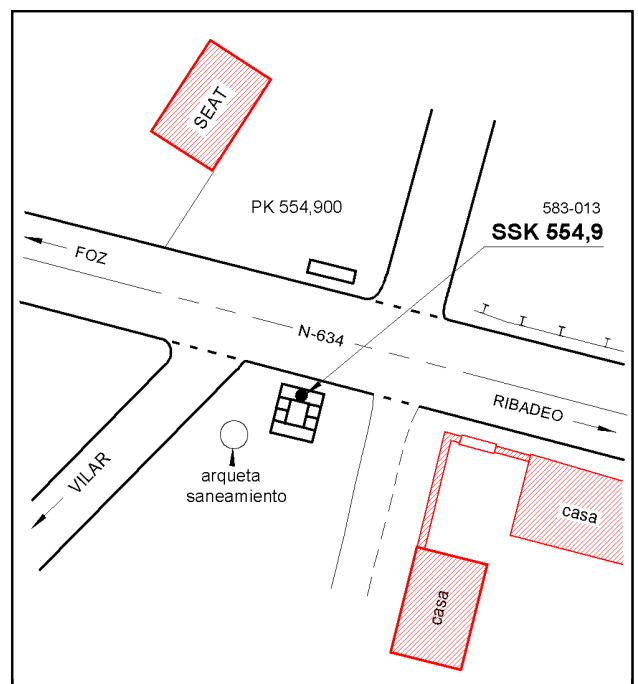 SEAT
PK 554,900
583-013
SSK 554,9
FOZ
N-634
RIBADEO
VILAR
arqueta
saneamiento
casa
casa